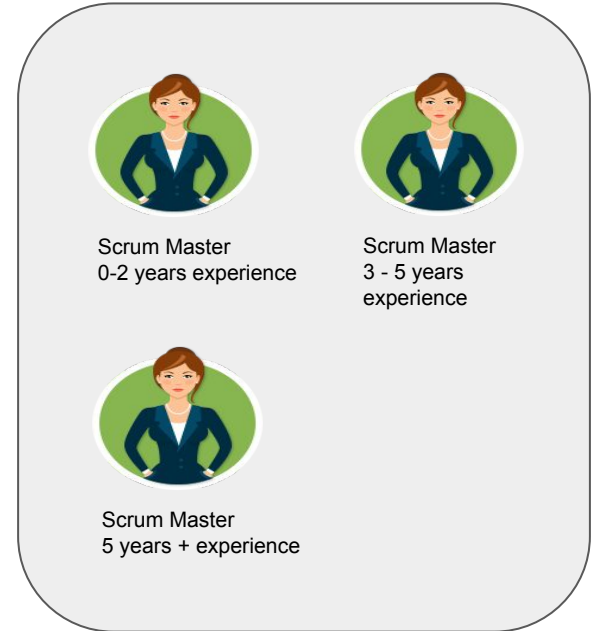 Scrum Master
0-2 years experience
Scrum Master
3 - 5 years
experience
Scrum Master
5 years + experience